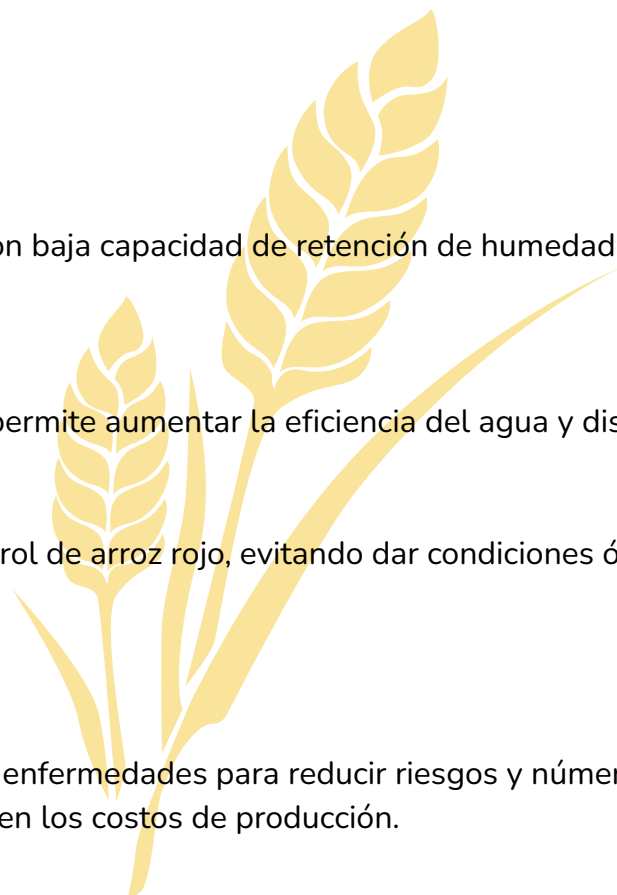 on baja capacidad de retención de humedad
permite aumentar la eficiencia del agua y dis
rol de arroz rojo, evitando dar condiciones ó
enfermedades para reducir riesgos y númer
en los costos de producción.